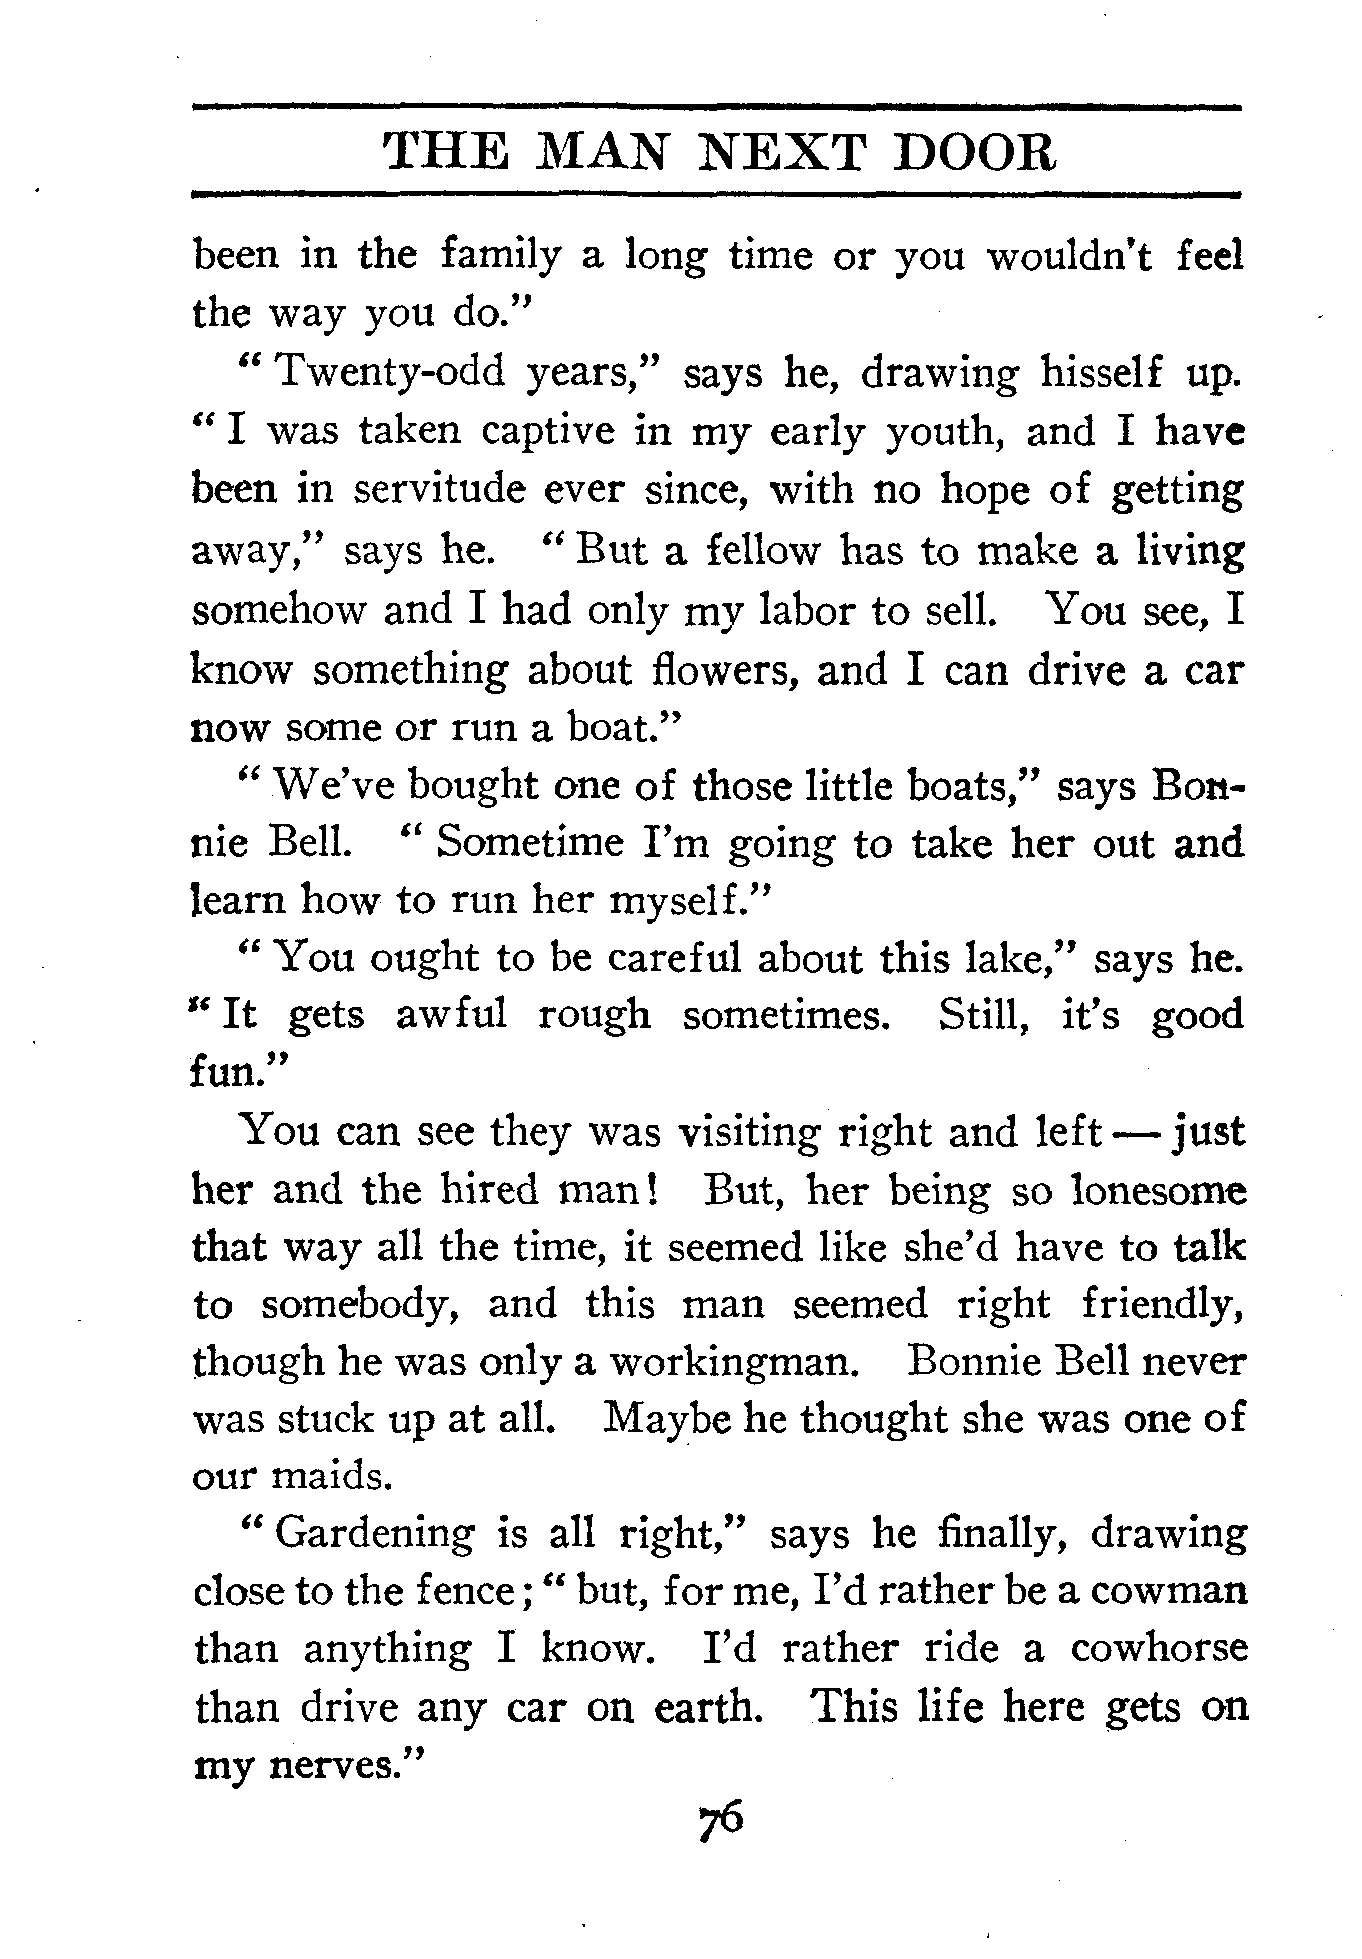 THE MAN NEXT DOOR
been in the family a long time or you wouldn't feel
the way you do."
" Twenty-odd years," says he, drawing hisself up.
" I was taken captive in my early youth, and I have
been in servitude ever since, with no hope of getting
away," says he. " But a fellow has to make a living
somehow and I had only my labor to sell. You see, I
know something about flowers, and I can drive a car
now some or run a boat."
" We've bought one of those little boats," says Bon-
nie Bell. " Sometime I'm going to take her out and
learn how to run her myself."
" You ought to be careful about this lake," says he.
" It gets awful rough sometimes. Still, it's good
fun."
You can see they was visiting right and left — just
her and the hired man! But, her being so lonesome
that way all the time, it seemed like she'd have to talk
to somebody, and this man seemed right friendly,
though he was only a workingman. Bonnie Bell never
was stuck up at all. Maybe he thought she was one of
our maids.
" Gardening is all right," says he finally, drawing
close to the fence; " but, for me, I'd rather be a cowman
than anything I know. I'd rather ride a cowhorse
than drive any car on earth. This life here gets on
my nerves."
76